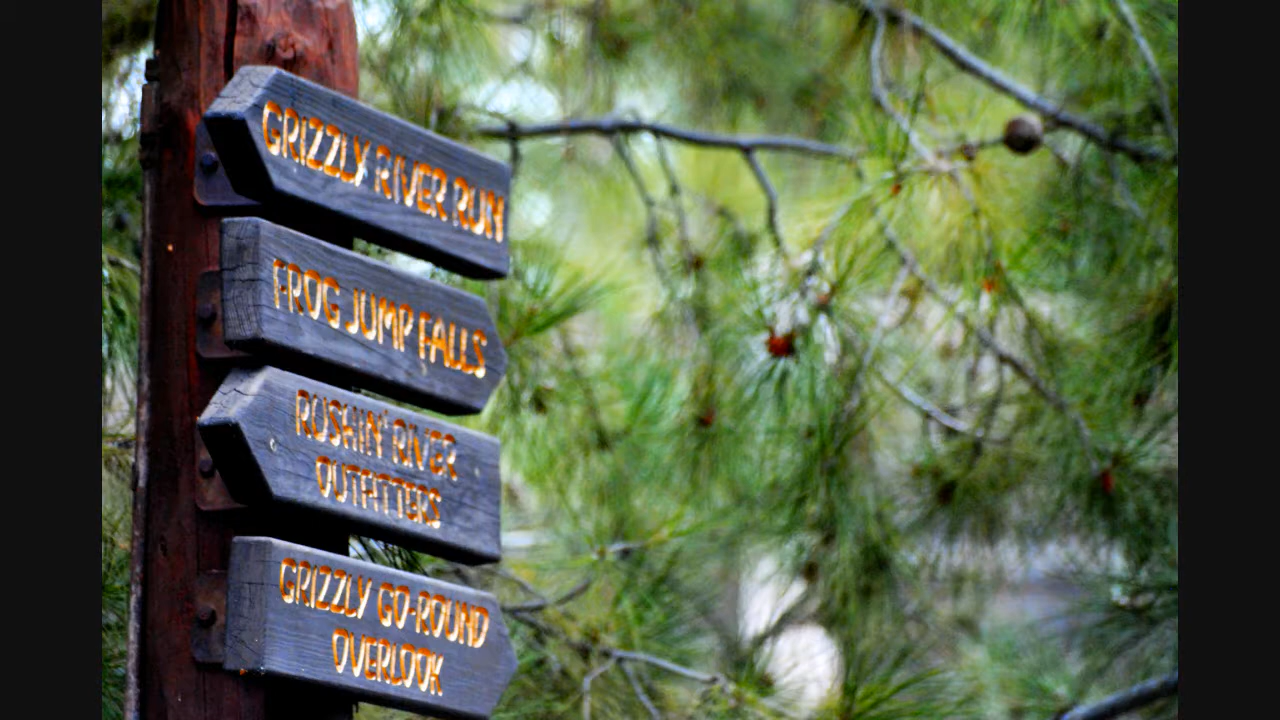 GRIZZLY RIVER RUN
FROG JUMP FALLS
RUSHIN' RIVER
OUTFITTERS
GRIZZLY GO-ROUND
OVERLOOK